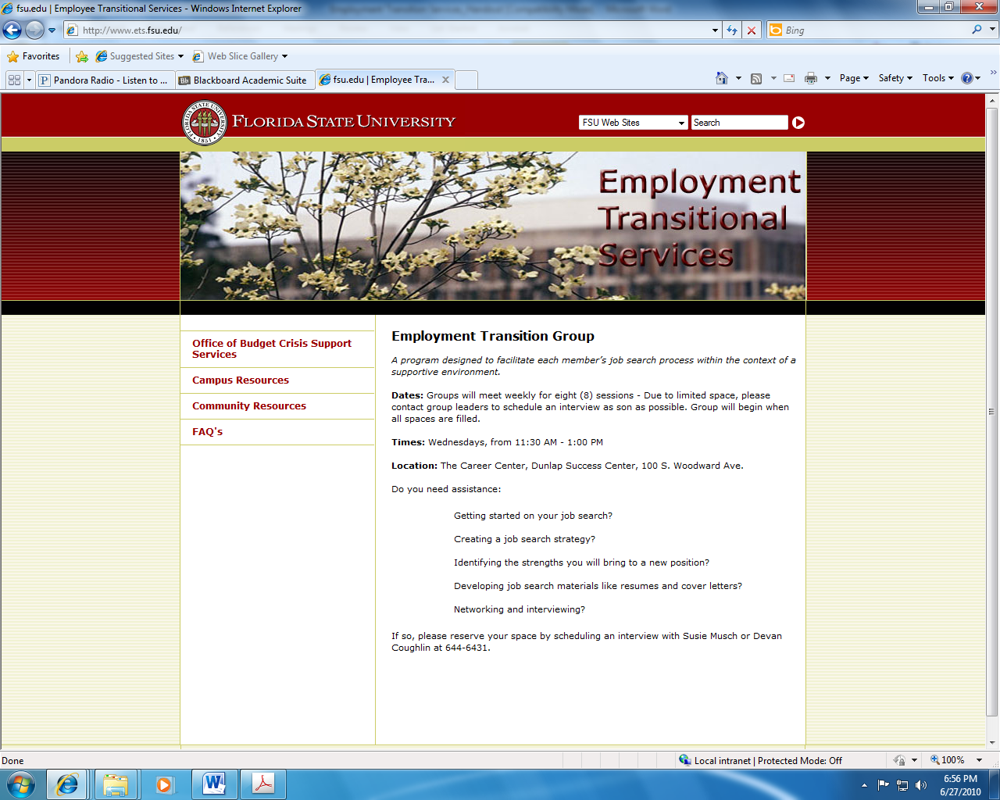 fsu.edu | Employee Transitional Services - Windows Internet Explorer
http://www.ets.fsu.edu/
Bing
Favorites
Suggested Sites
Web Slice Gallery
Pandora Radio - Listen to ...
Bb Blackboard Academic Suite
fsu.edu | Employee Tra...
Page
Safety
Tools
FLORIDA STATE UNIVERSITY
FSU Web Sites
Search
FLORIDA STATE UNIVERSITY
1851
Employment
Transitional
Services
Office of Budget Crisis Support
Services
Campus Resources
Community Resources
FAQ's
Employment Transition Group
A program designed to facilitate each member’s job search process within the context of a
supportive environment.
Dates: Groups will meet weekly for eight (8) sessions - Due to limited space, please
contact group leaders to schedule an interview as son as possible. Group will begin when
all spaces are filled.
Times: Wednesdays, from 11:30 AM - 1:00 PM
Location: The Career Center, Dunlap Success Center, 100 S. Woodward Ave.
Do you need assistance:
Getting started on your job search?
Creating a job search strategy?
Identifying the strengths you will bring to a new position?
Developing job search materials like resumes and cover letters?
Networking and interviewing?
If so, please reserve your space by scheduling an interview with Susie Musch or Devan
Coughlin at 644-6431.
Done
Local intranet | Protected Mode: Off
100%
6:56 PM
6/27/2010